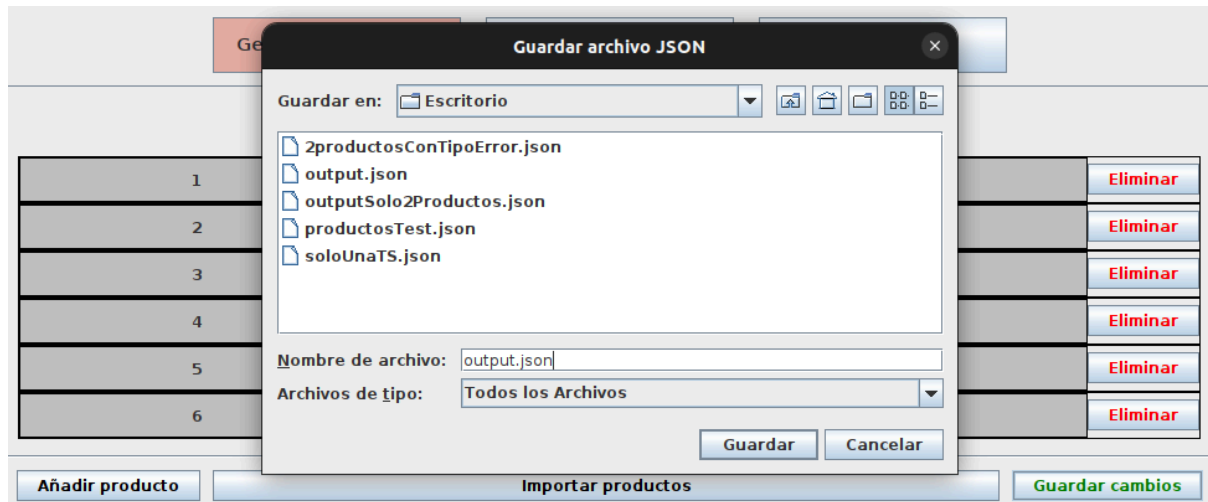 Ge
Guardar archivo JSON
Guardar en: Escritorio
2productosConTipoError.json
output.json
outputSolo2Productos.json
productosTest.json
soloUnaTS.json
1 Eliminar
2 Eliminar
3 Eliminar
4 Eliminar
5 Eliminar
6 Eliminar
Nombre de archivo: output.json
Archivos de tipo: Todos los Archivos
Guardar Cancelar
Añadir producto Importar productos Guardar cambios